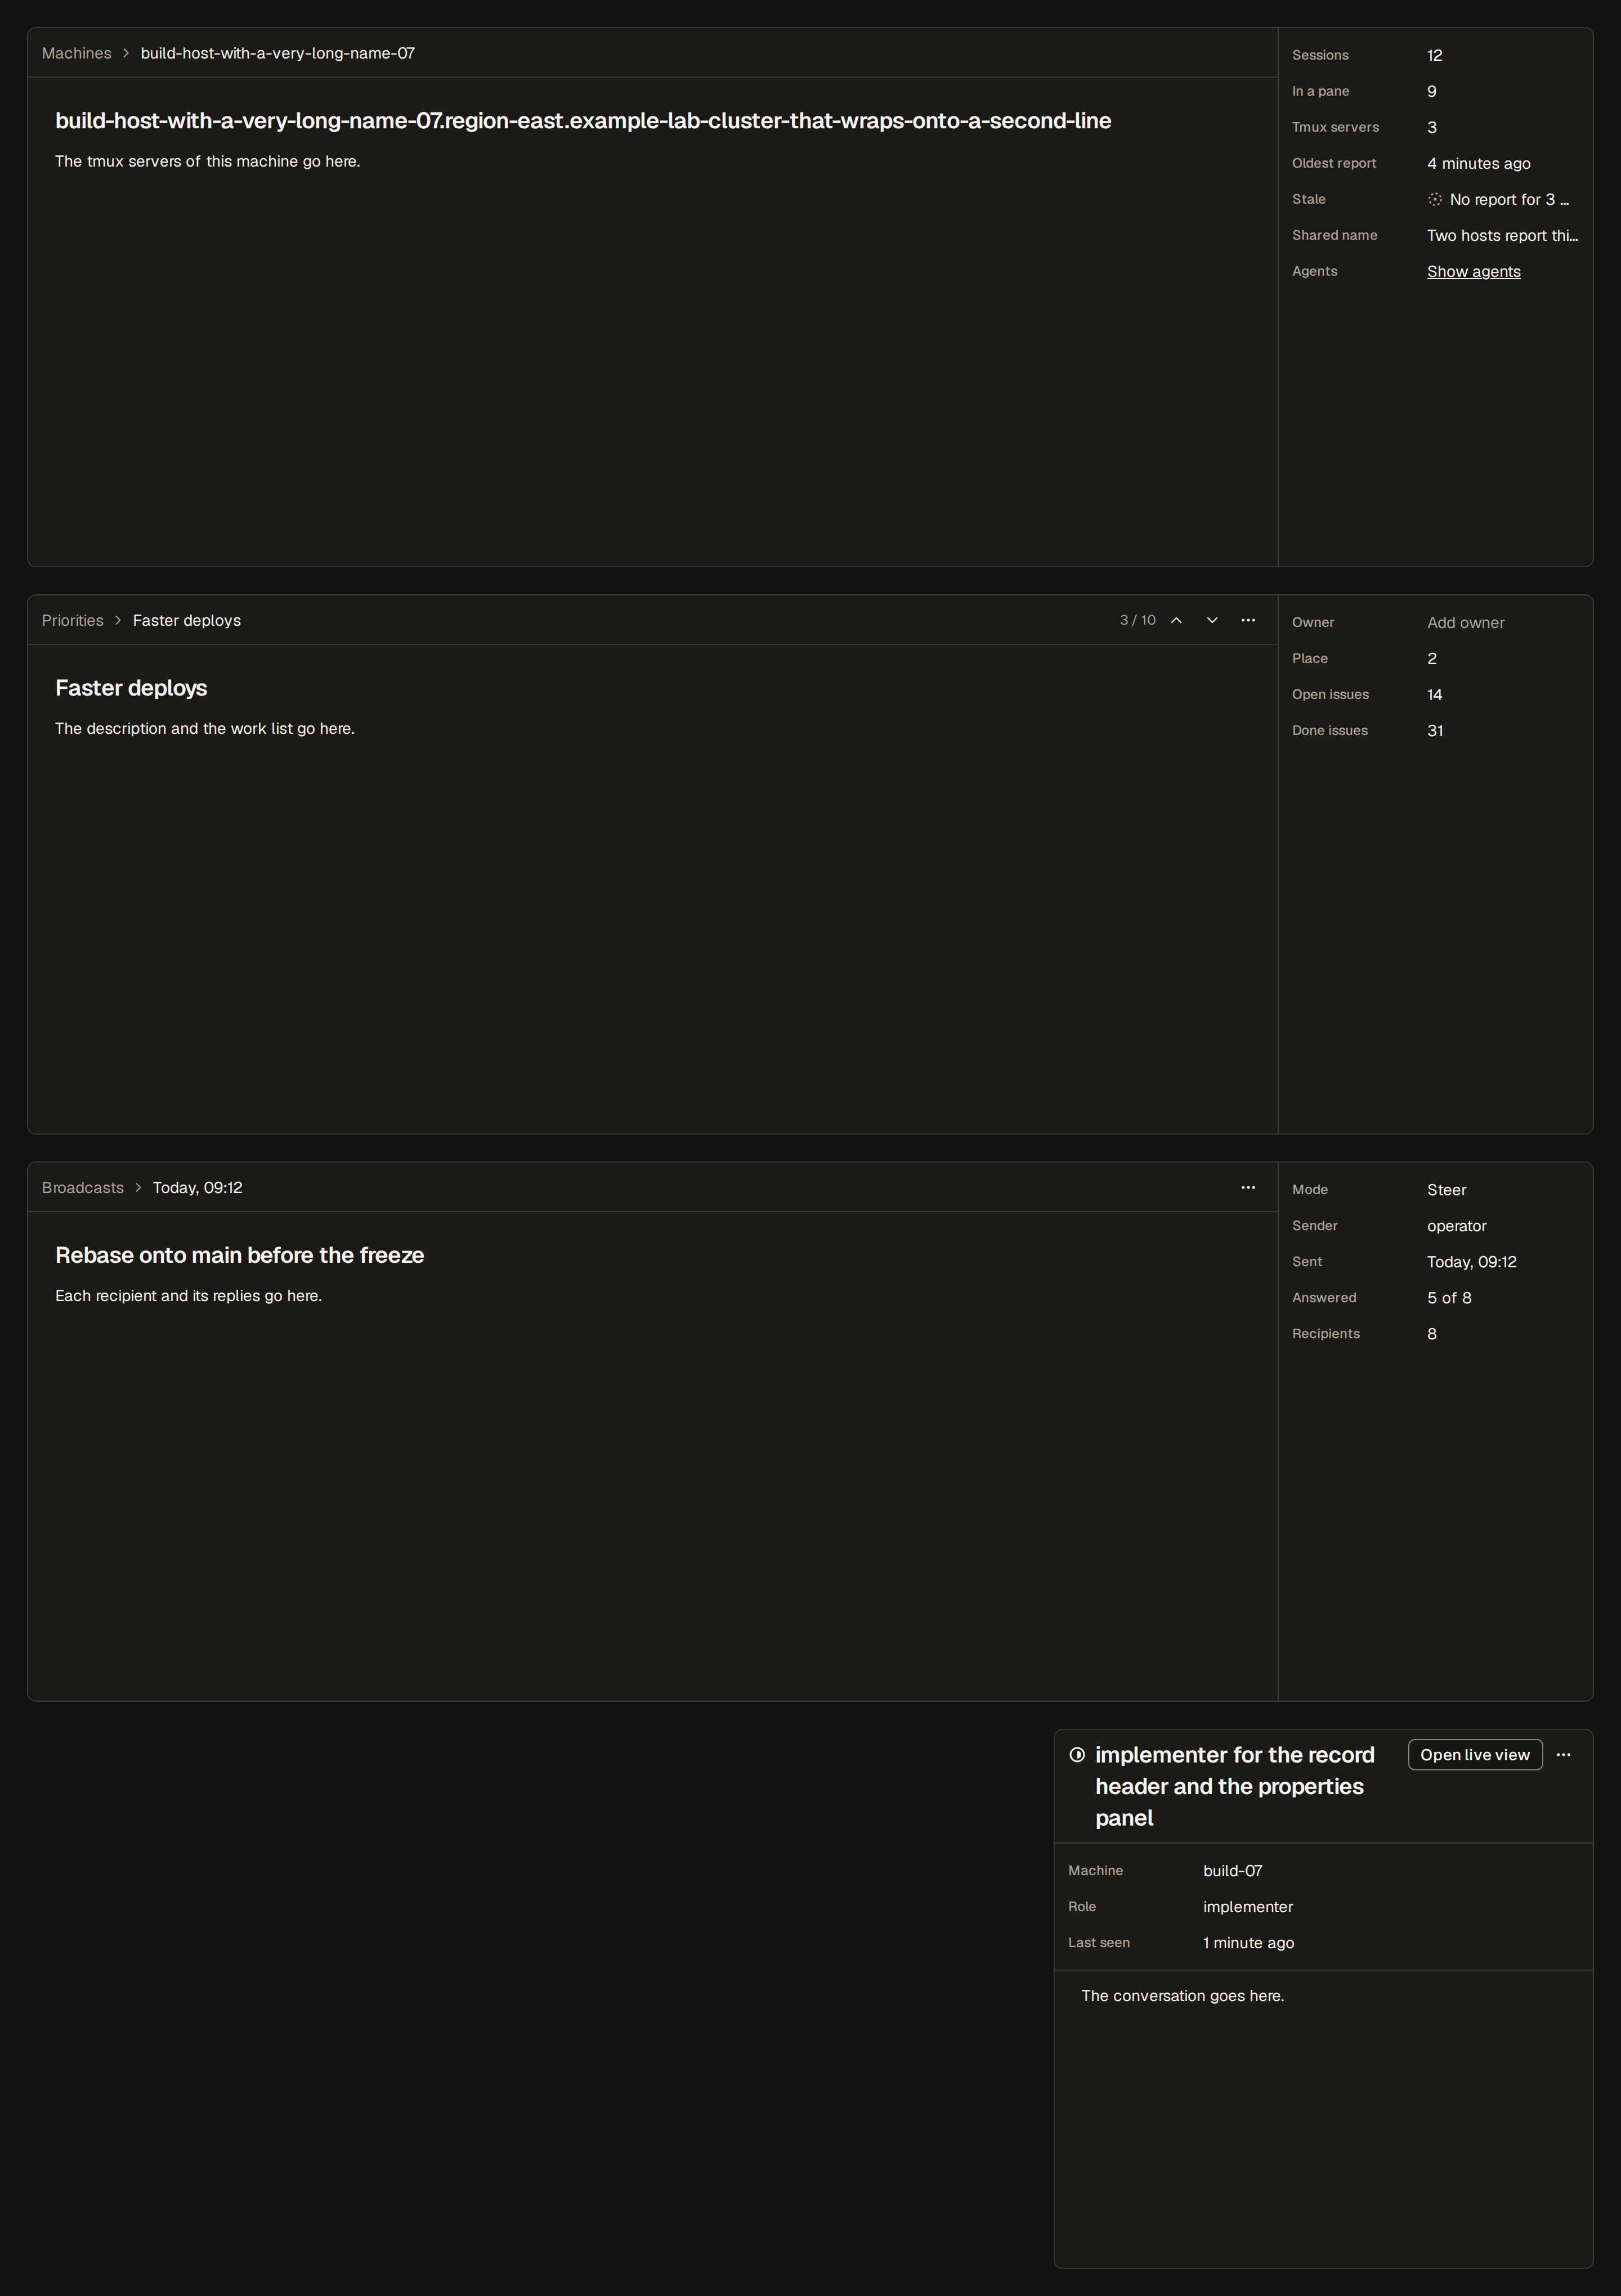 Machines > build-host-with-a-very-long-name-07
build-host-with-a-very-long-name-07.region-east.example-lab-cluster-that-wraps-onto-a-second-line
The tmux servers of this machine go here.
Sessions 12
In a pane 9
Tmux servers 3
Oldest report 4 minutes ago
Stale No report for 3 ...
Shared name Two hosts report thi...
Agents Show agents
Priorities > Faster deploys 3 / 10
Faster deploys
The description and the work list go here.
Owner Add owner
Place 2
Open issues 14
Done issues 31
Broadcasts > Today, 09:12
Rebase onto main before the freeze
Each recipient and its replies go here.
Mode Steer
Sender operator
Sent Today, 09:12
Answered 5 of 8
Recipients 8
implementer for the record
header and the properties
panel
Open live view
Machine build-07
Role implementer
Last seen 1 minute ago
The conversation goes here.